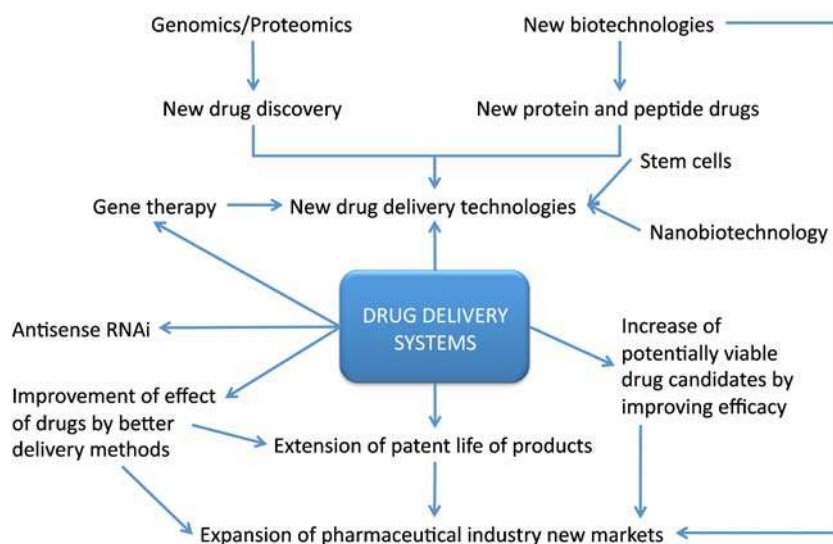 Genomics/Proteomics
New biotechnologies
New drug discovery
New protein and peptide drugs
Stem cells
Gene therapy
New drug delivery technologies
Nanobiotechnology
DRUG DELIVERY
SYSTEMS
Antisense RNAi
Increase of
potentially viable
drug candidates by
improving efficacy
Improvement of effect
of drugs by better
delivery methods
Extension of patent life of products
Expansion of pharmaceutical industry new markets